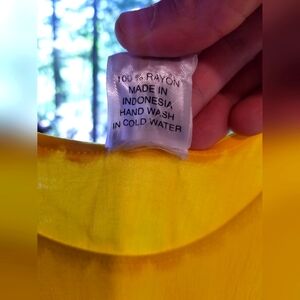 100 % RAYON
MADE IN
INDONESIA
HAND WASH
IN COLD WATER